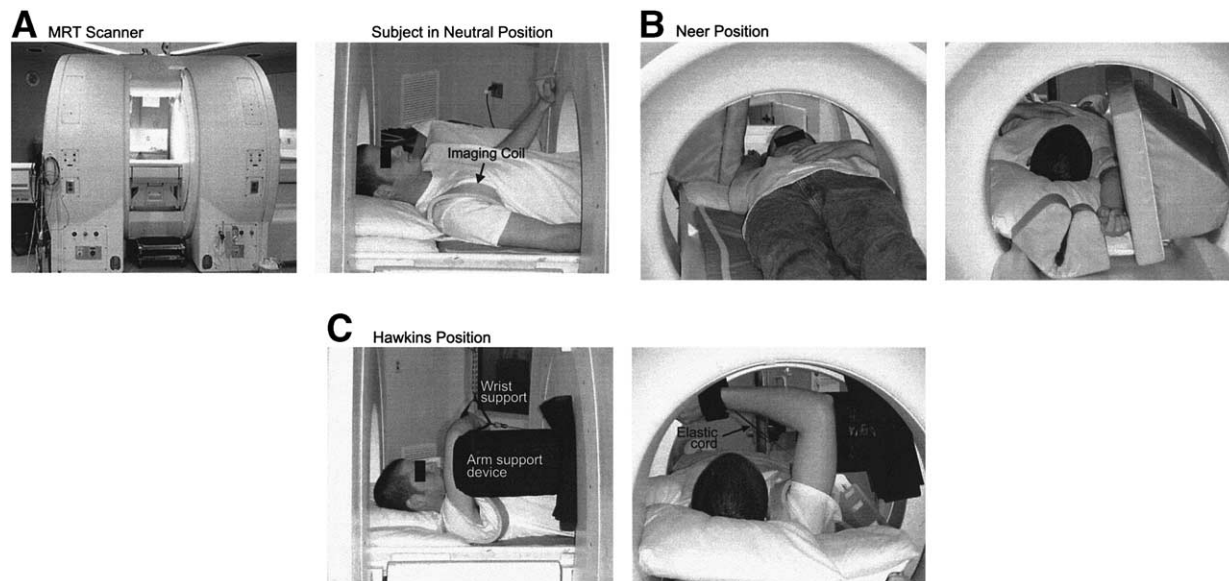 A
MRT Scanner
Subject in Neutral Position
Imaging Coil
B
Neer Position
C
Hawkins Position
Wrist
support
Arm support
device
Elastic
cord